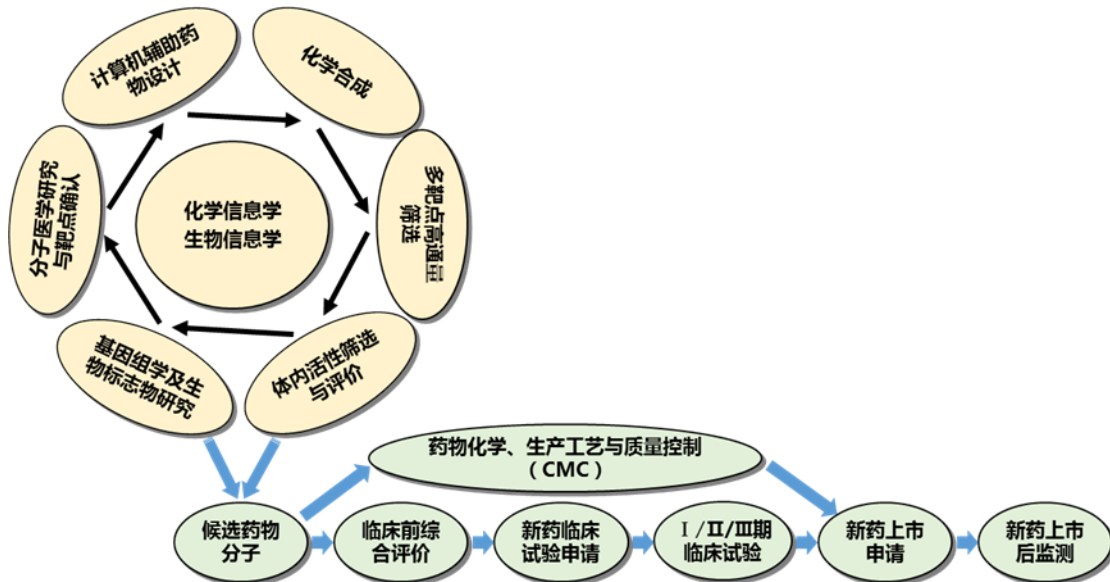 计算机辅助药
物设计
化学合成
分子医学研究
与靶点确认
化学信息学
生物信息学
多靶点高通量
筛选
基因组学及生
物标志物研究
体内活性筛选
与评价
药物化学、生产工艺与质量控制
（CMC）
候选药物
分子
临床前综
合评价
新药临床
试验申请
Ⅰ/Ⅱ/Ⅲ期
临床试验
新药上市
申请
新药上市
后监测